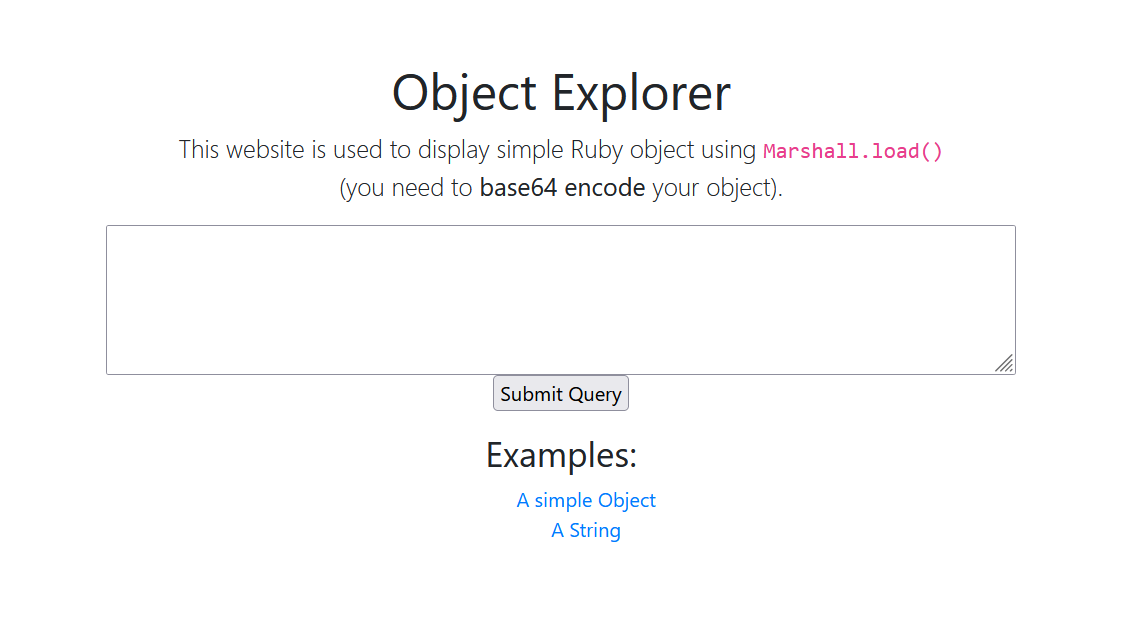 Object Explorer
This website is used to display simple Ruby object using Marshall.load()
(you need to base64 encode your object).
Submit Query
Examples:
A simple Object
A String